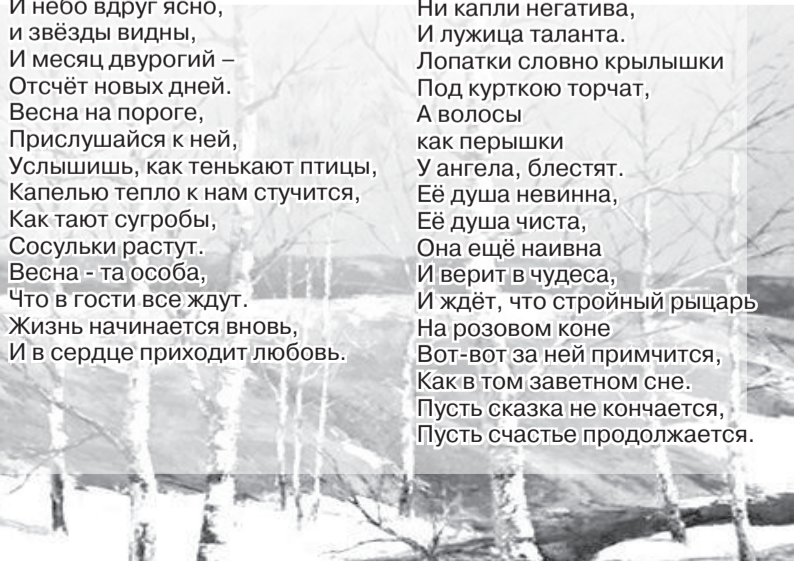 И небо вдруг ясно,
и звёзды видны,
И месяц двурогий –
Отсчёт новых дней.
Весна на пороге,
Прислушайся к ней,
Услышишь, как тенькают птицы,
Капелью тепло к нам стучится,
Как тают сугробы,
Сосульки растут.
Весна - та особа,
Что в гости все ждут.
Жизнь начинается вновь,
И в сердце приходит любовь.
Ни капли негатива,
И лужица таланта.
Лопатки словно крылышки
Под курткою торчат,
А волосы
как перышки
У ангела, блестят.
Её душа невинна,
Её душа чиста,
Она ещё наивна
И верит в чудеса,
И ждёт, что стройный рыцарь
На розовом коне
Вот-вот за ней примчится,
Как в том заветном сне.
Пусть сказка не кончается,
Пусть счастье продолжается.